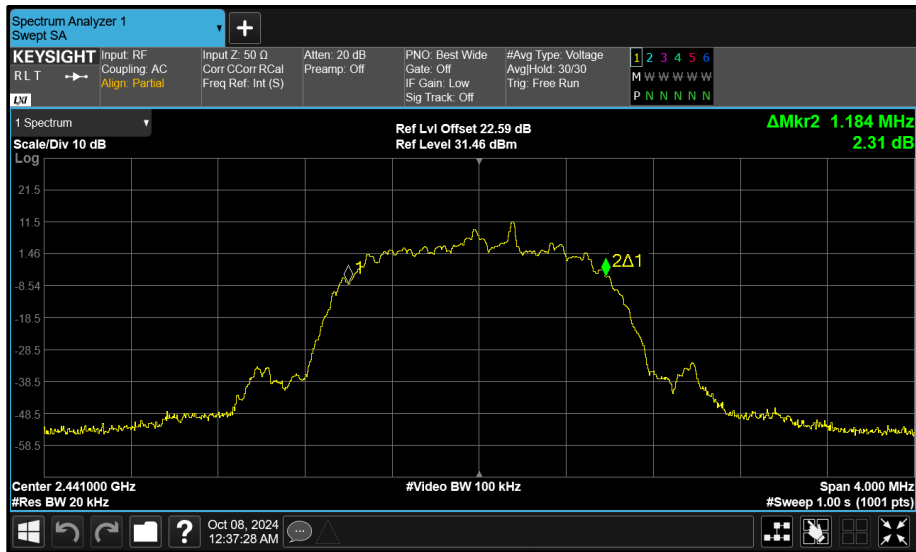 Spectrum Analyzer 1
Swept SA
KEYSIGHT
RLT
LXI
Input: RF
Coupling: AC
Align: Partial
Input Z: 50 Ω
Corr CCorr RCal
Freq Ref: Int (S)
Atten: 20 dB
Preamp: Off
PNO: Best Wide
Gate: Off
IF Gain: Low
Sig Track: Off
#Avg Type: Voltage
Avg|Hold: 30/30
Trig: Free Run
1 2 3 4 5 6
M W W W W W
P N N N N N
1 Spectrum
Scale/Div 10 dB
Ref Lvl Offset 22.59 dB
Ref Level 31.46 dBm
ΔMkr2 1.184 MHz
2.31 dB
Log
21.5
11.5
1.46
-8.54
-18.5
-28.5
-38.5
-48.5
-58.5
1
2Δ1
Center 2.441000 GHz
#Video BW 100 kHz
Span 4.000 MHz
#Res BW 20 kHz
#Sweep 1.00 s (1001 pts)
?
Oct 08, 2024
12:37:28 AM